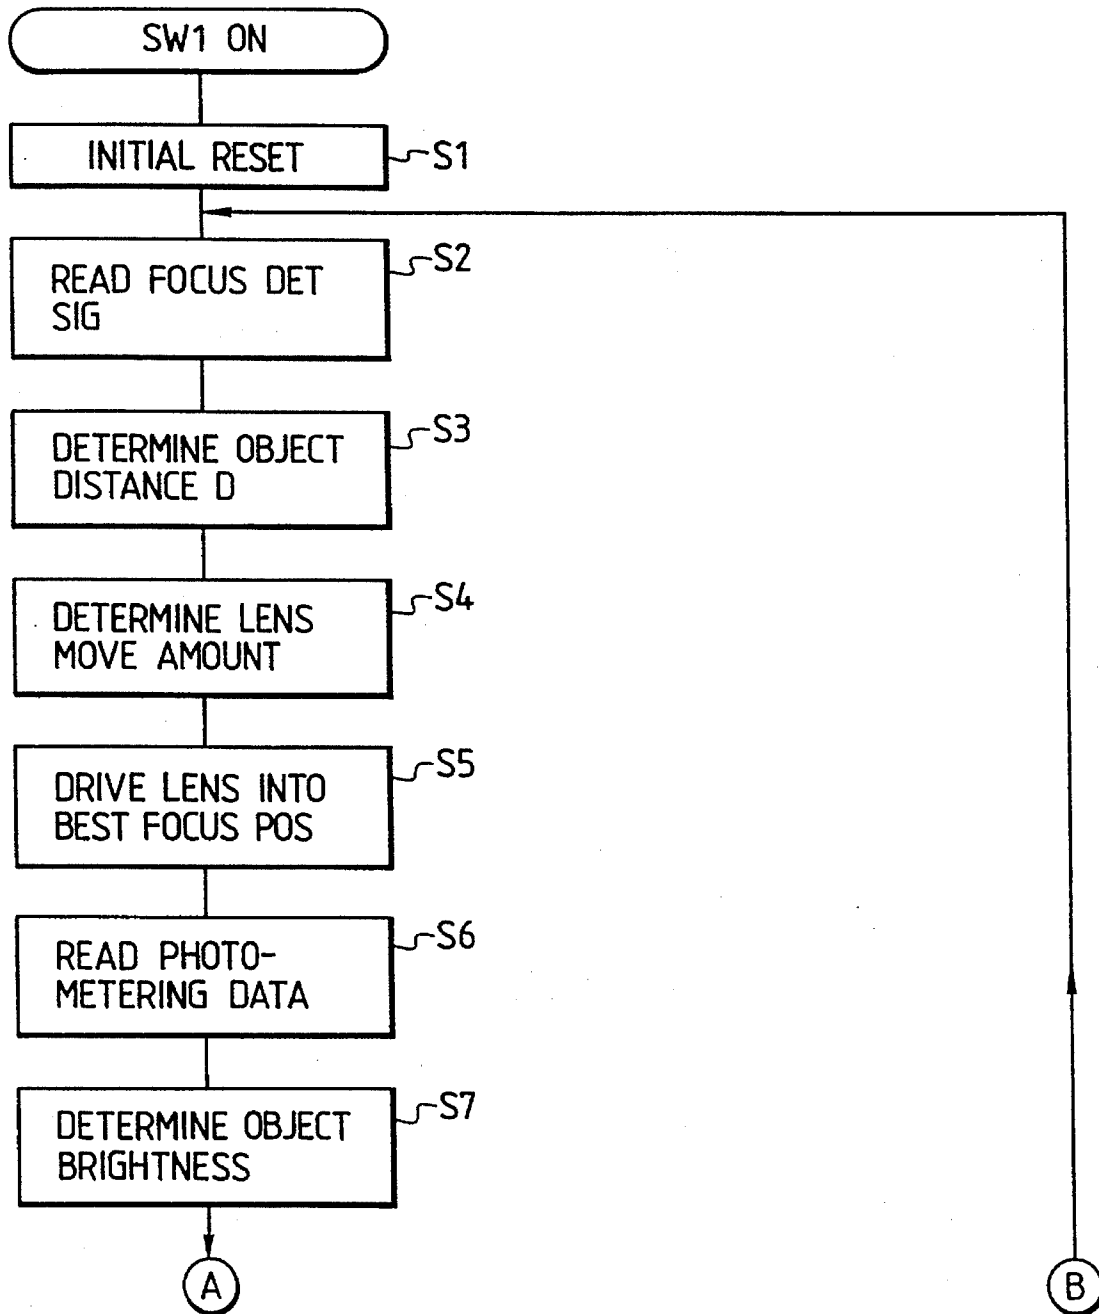 SW1 ON
INITIAL RESET
S1
READ FOCUS DET
SIG
S2
DETERMINE OBJECT
DISTANCE D
S3
DETERMINE LENS
MOVE AMOUNT
S4
DRIVE LENS INTO
BEST FOCUS POS
S5
READ PHOTO-
METERING DATA
S6
DETERMINE OBJECT
BRIGHTNESS
S7
A
B